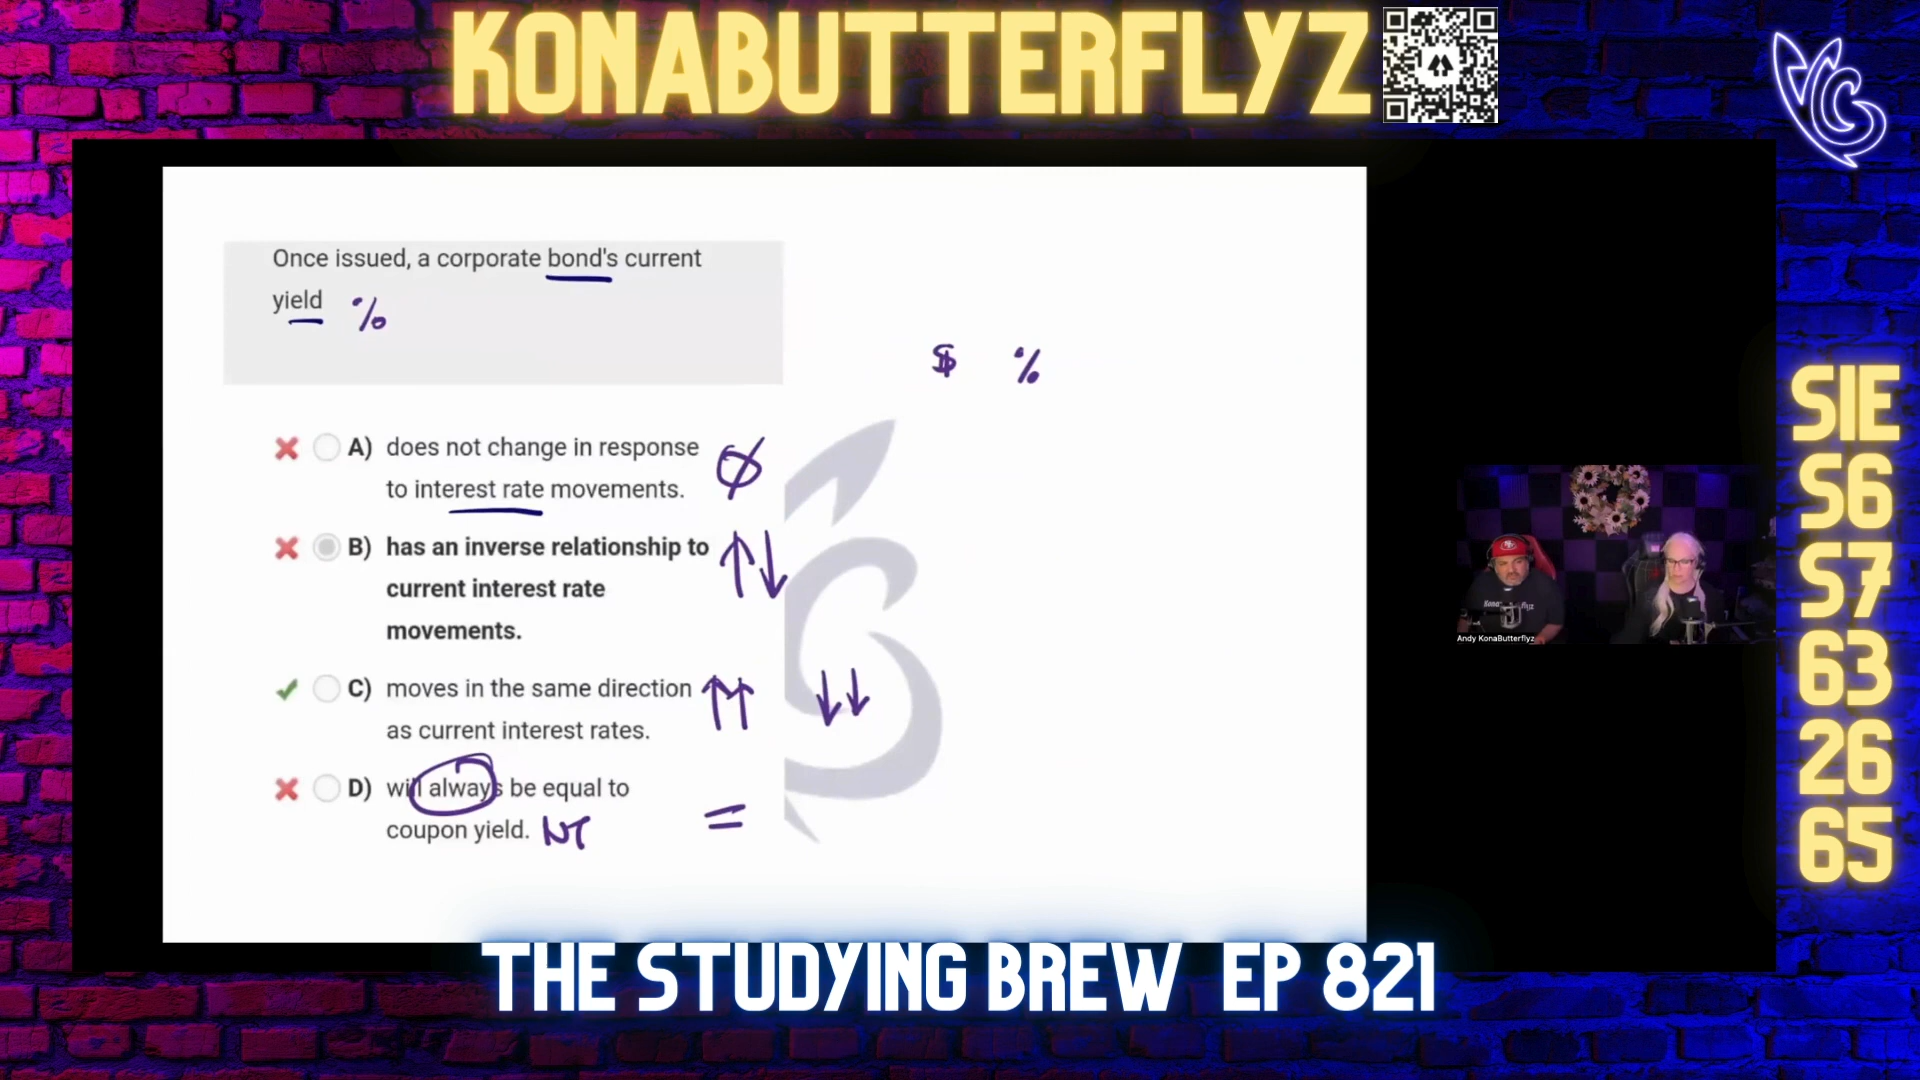 KONABUTTERFLYZ
Once issued, a corporate bond's current
yield %
$ %
A) does not change in response
to interest rate movements.
B) has an inverse relationship to
current interest rate
movements.
C) moves in the same direction
as current interest rates.
D) will always be equal to
coupon yield.
=
Andy KonaButterflyz
SIE
S6
S7
63
26
65
THE STUDYING BREW EP 821